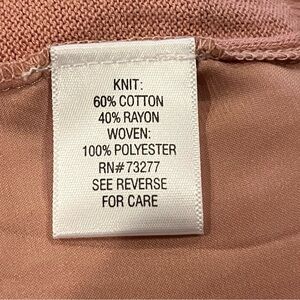 KNIT:
60% COTTON
40% RAYON
WOVEN:
100% POLYESTER
RN#73277
SEE REVERSE
FOR CARE